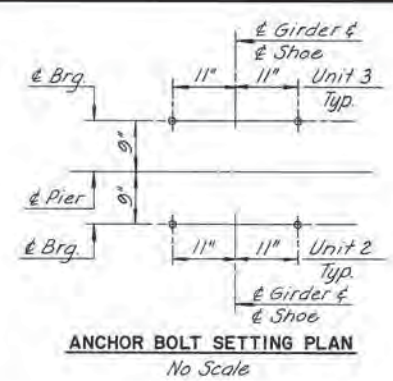 ℄ Girder &
℄ Shoe
℄ Brg.
11" 11" Unit 3
Typ.
9"
℄ Pier
9"
℄ Brg.
11" 11" Unit 2
Typ.
℄ Girder &
℄ Shoe
ANCHOR BOLT SETTING PLAN
No Scale